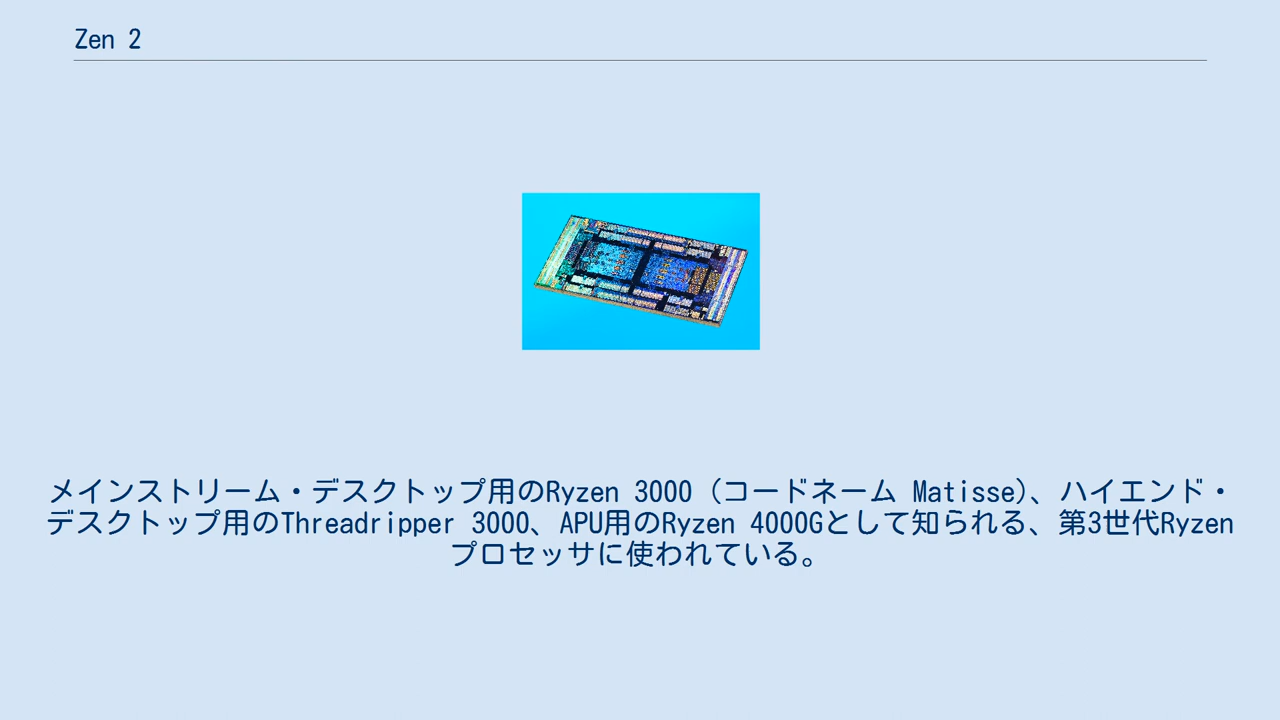 Zen 2
メインストリーム・デスクトップ用のRyzen 3000（コードネーム Matisse)、ハイエンド・
デスクトップ用のThreadripper 3000、APU用のRyzen 4000Gとして知られる、第3世代Ryzen
プロセッサに使われている。